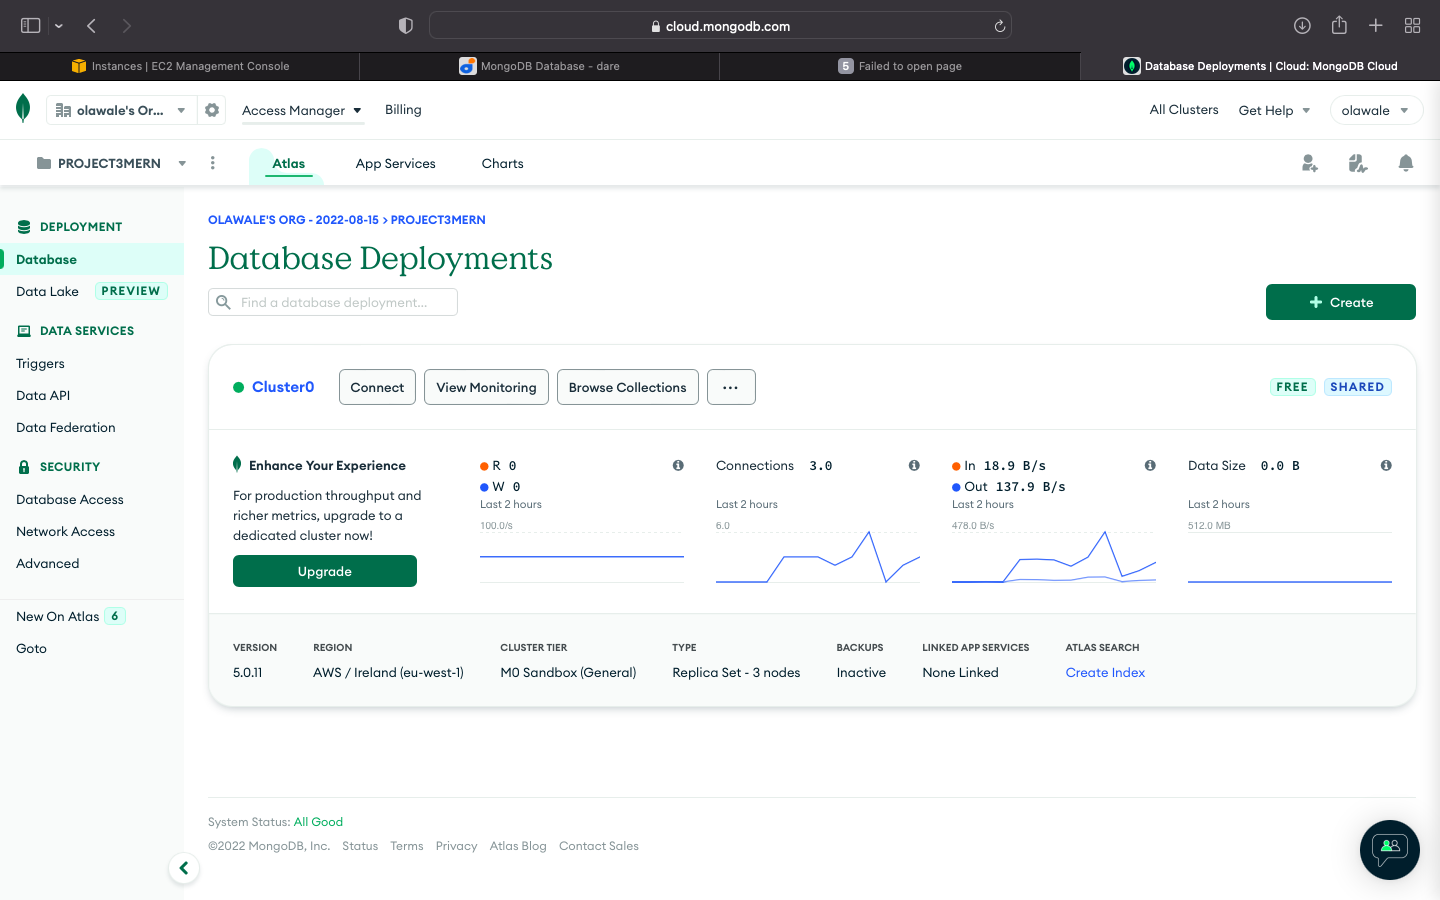 cloud.mongodb.com
Instances | EC2 Management Console
MongoDB Database - dare
5 Failed to open page
Database Deployments | Cloud: MongoDB Cloud
olawale's Or...
Access Manager
Billing
All Clusters
Get Help
olawale
PROJECT3MERN
Atlas
App Services
Charts
DEPLOYMENT
Database
Data Lake PREVIEW
DATA SERVICES
Triggers
Data API
Data Federation
SECURITY
Database Access
Network Access
Advanced
New On Atlas 6
Goto
OLAWALE'S ORG - 2022-08-15 > PROJECT3MERN
Database Deployments
Find a database deployment...
+ Create
Cluster0
Connect
View Monitoring
Browse Collections
...
FREE
SHARED
Enhance Your Experience
For production throughput and
richer metrics, upgrade to a
dedicated cluster now!
Upgrade
R 0
W 0
Last 2 hours
100.0/s
Connections 3.0
Last 2 hours
6.0
In 18.9 B/s
Out 137.9 B/s
Last 2 hours
478.0 B/s
Data Size 0.0 B
Last 2 hours
512.0 MB
VERSION
5.0.11
REGION
AWS / Ireland (eu-west-1)
CLUSTER TIER
M0 Sandbox (General)
TYPE
Replica Set - 3 nodes
BACKUPS
Inactive
LINKED APP SERVICES
None Linked
ATLAS SEARCH
Create Index
System Status: All Good
©2022 MongoDB, Inc. Status Terms Privacy Atlas Blog Contact Sales